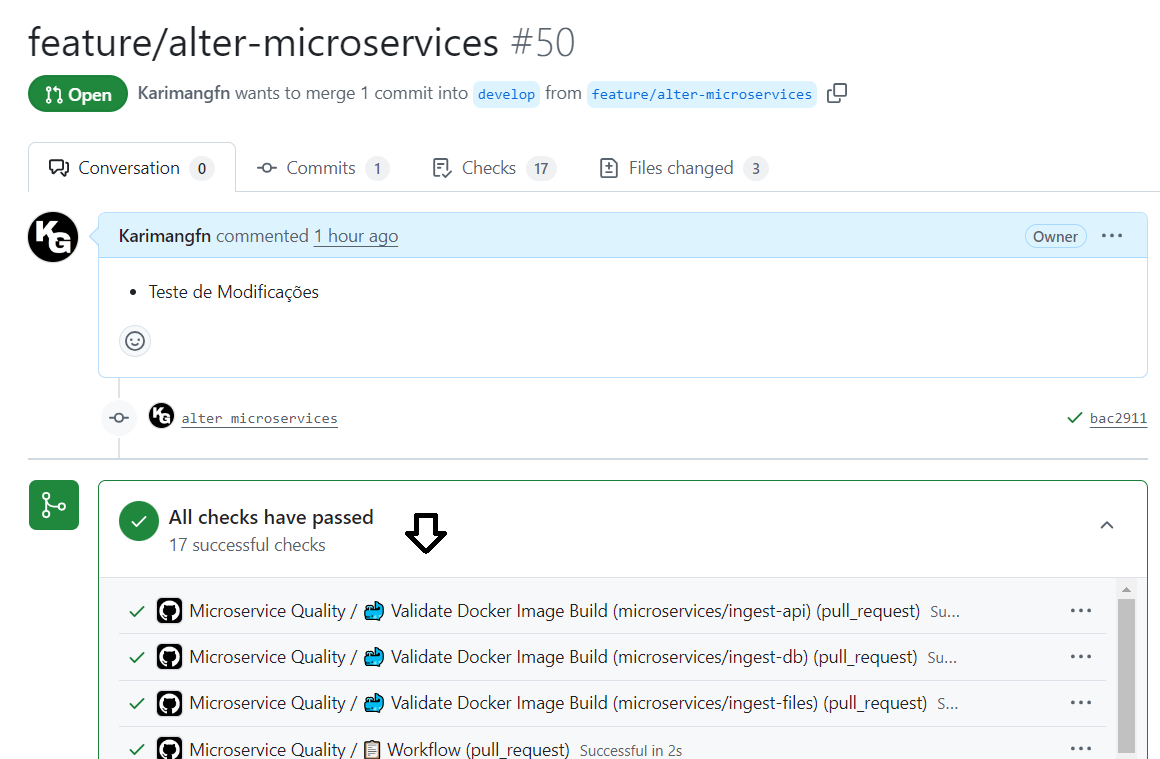 feature/alter-microservices #50
Open Karimangfn wants to merge 1 commit into develop from feature/alter-microservices
Conversation 0 Commits 1 Checks 17 Files changed 3
KG Karimangfn commented 1 hour ago Owner
Teste de Modificações
KG alter microservices bac2911
All checks have passed
17 successful checks
Microservice Quality / Validate Docker Image Build (microservices/ingest-api) (pull_request) Su...
Microservice Quality / Validate Docker Image Build (microservices/ingest-db) (pull_request) Su...
Microservice Quality / Validate Docker Image Build (microservices/ingest-files) (pull_request) S...
Microservice Quality / Workflow (pull_request) Successful in 2s